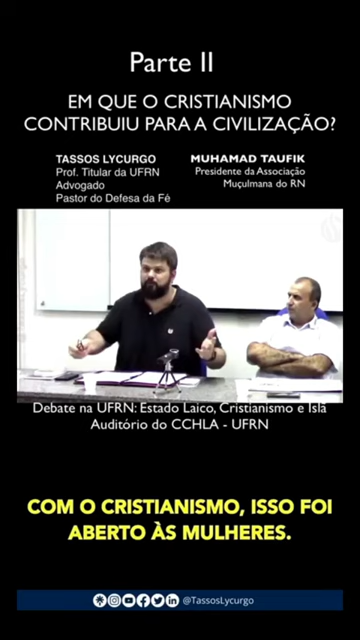 Parte II
EM QUE O CRISTIANISMO
CONTRIBUIU PARA A CIVILIZAÇÃO?
TASSOS LYCURGO
Prof. Titular da UFRN
Advogado
Pastor do Defesa da Fé
MUHAMAD TAUFIK
Presidente da Associação
Muçulmana do RN
Debate na UFRN: Estado Laico, Cristianismo e Islã
Auditório do CCHLA - UFRN
COM O CRISTIANISMO, ISSO FOI
ABERTO ÀS MULHERES.
@TassosLycurgo